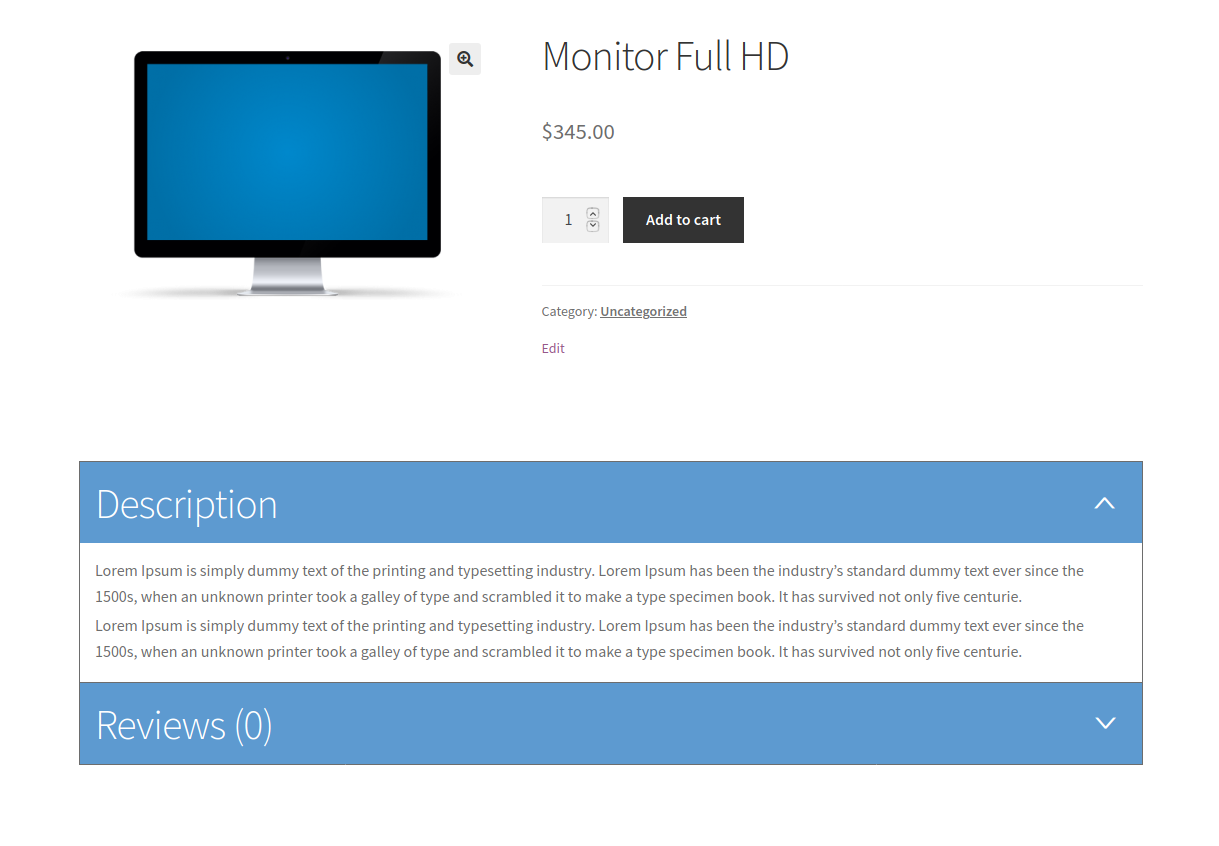 Monitor Full HD
$345.00
1
Add to cart
Category: Uncategorized
Edit
Description
Lorem Ipsum is simply dummy text of the printing and typesetting industry. Lorem Ipsum has been the industry’s standard dummy text ever since the
1500s, when an unknown printer took a galley of type and scrambled it to make a type specimen book. It has survived not only five centurie.
Lorem Ipsum is simply dummy text of the printing and typesetting industry. Lorem Ipsum has been the industry’s standard dummy text ever since the
1500s, when an unknown printer took a galley of type and scrambled it to make a type specimen book. It has survived not only five centurie.
Reviews (0)